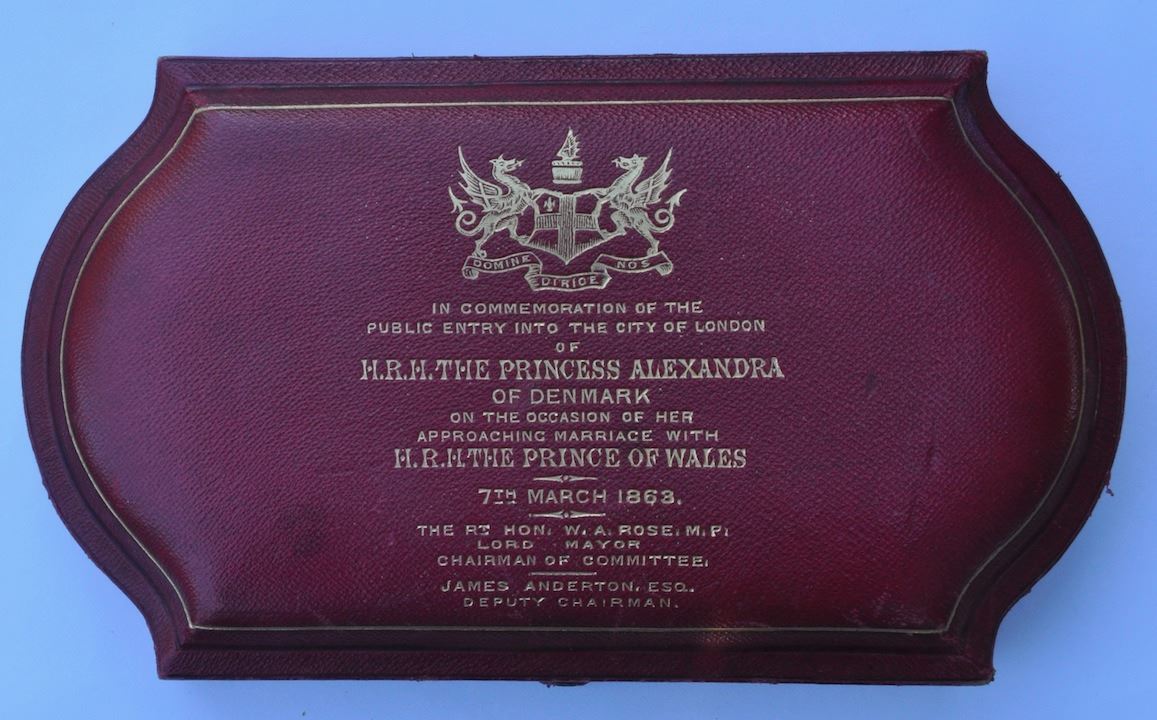 DOMINE DIRIGE NOS
IN COMMEMORATION OF THE
PUBLIC ENTRY INTO THE CITY OF LONDON
OF
H.R.H. THE PRINCESS ALEXANDRA
OF DENMARK
ON THE OCCASION OF HER
APPROACHING MARRIAGE WITH
H.R.H. THE PRINCE OF WALES
7TH MARCH 1863.
THE RT HON. W. A. ROSE. M.P.
LORD MAYOR
CHAIRMAN OF COMMITTEE.
JAMES ANDERTON. ESQ.
DEPUTY CHAIRMAN.